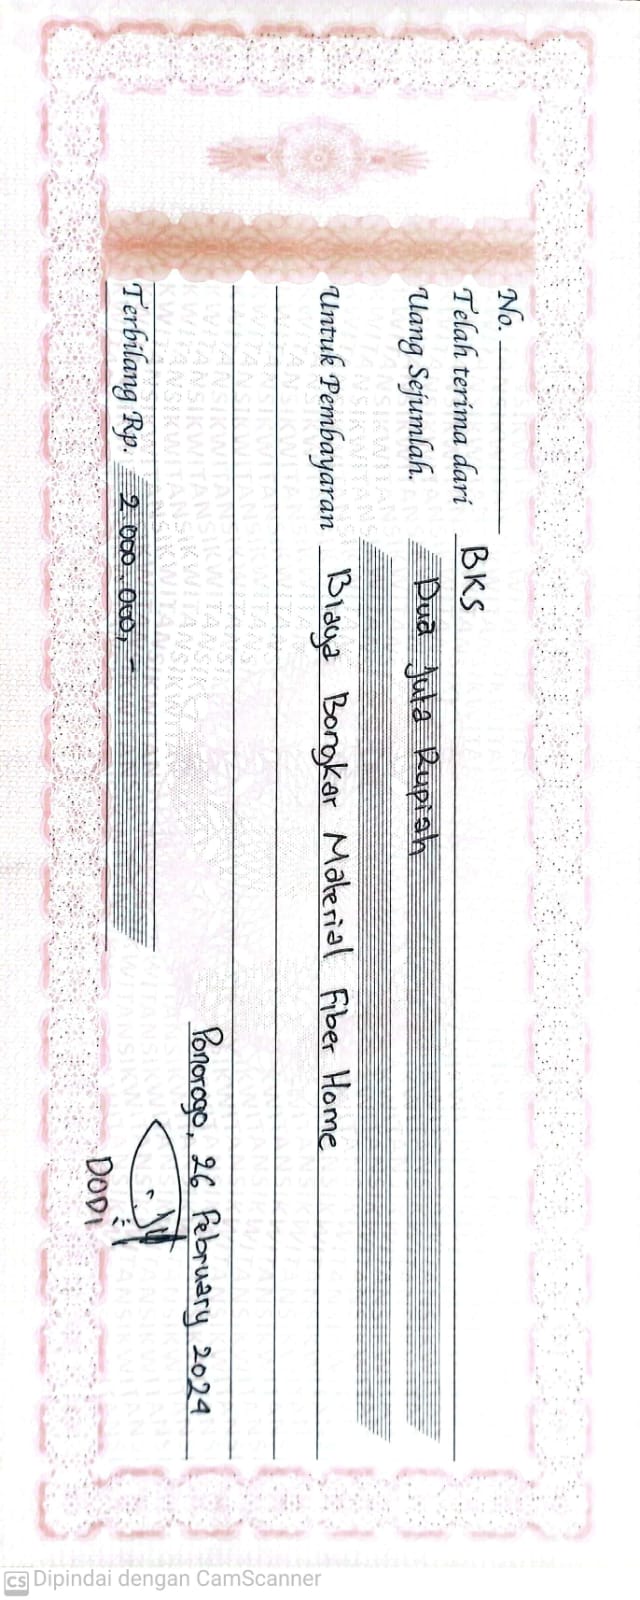 No.
Telah terima dari BKS
Uang Sejumlah. Dua Juta Rupiah
Untuk Pembayaran Biaya Bongkar Material Fiber Home
Ponorogo, 26 February 2024
Terbilang Rp. 2.000.000,-
DODi
CS Dipindai dengan CamScanner